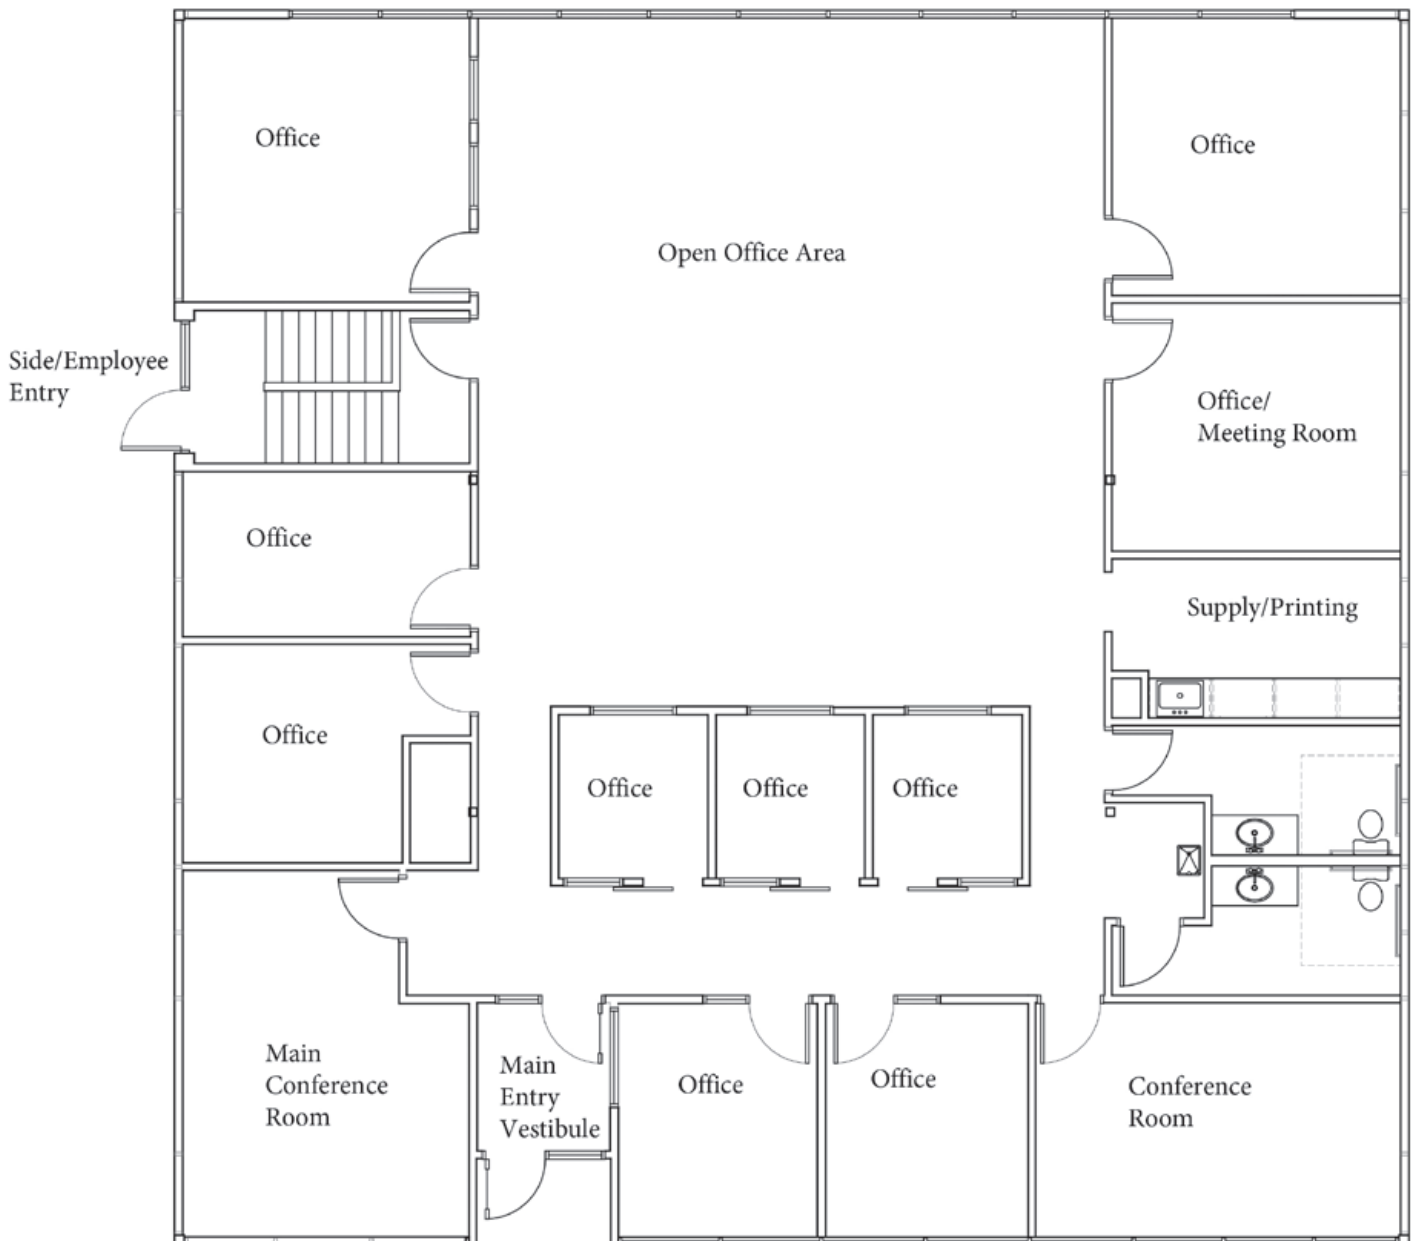 Office
Office
Open Office Area
Side/Employee
Entry
Office/
Meeting Room
Office
Supply/Printing
Office
Office
Office
Office
Main
Conference
Room
Main
Entry
Vestibule
Office
Office
Conference
Room